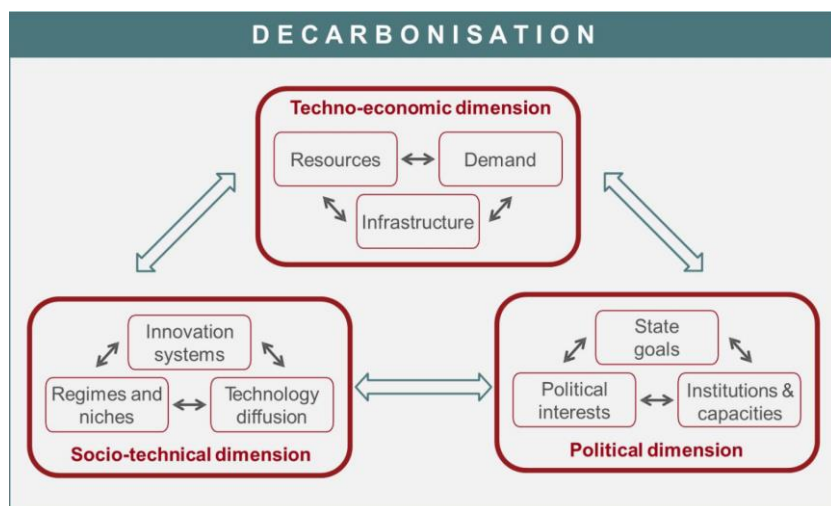 DECARBONISATION
Techno-economic dimension
Resources
Demand
Infrastructure
Innovation
systems
Regimes and
niches
Technology
diffusion
Socio-technical dimension
State
goals
Political
interests
Institutions &
capacities
Political dimension